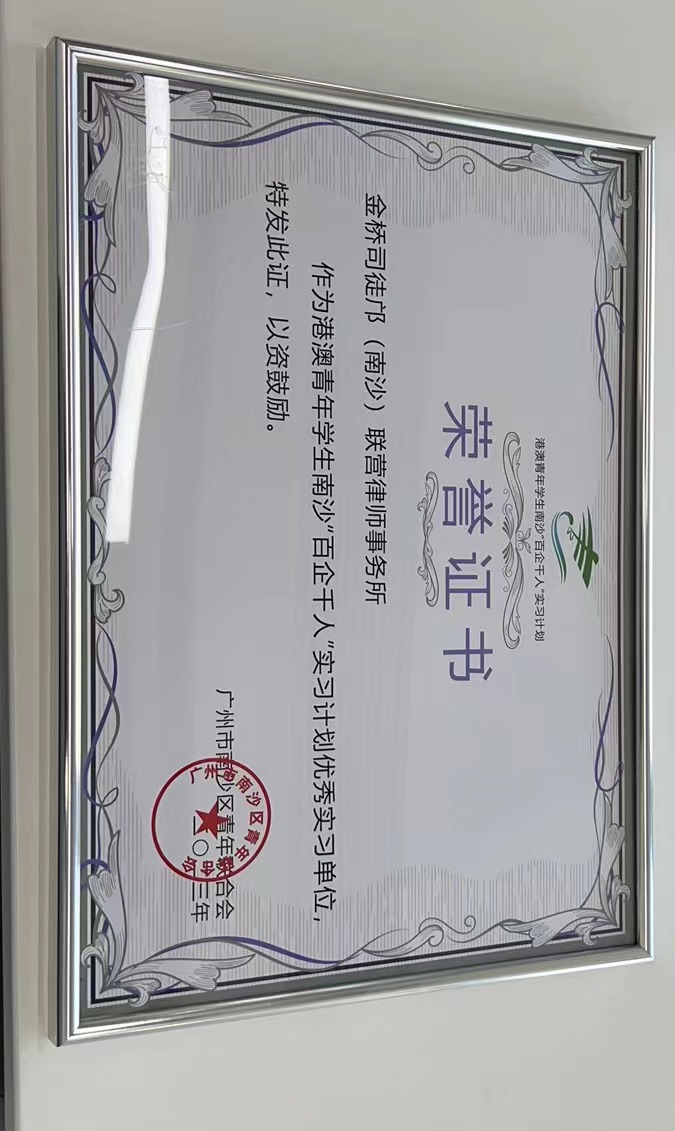 港澳青年学生南沙“百企千人”实习计划
荣誉证书
金桥司徒邝（南沙）联营律师事务所
作为港澳青年学生南沙“百企千人”实习计划优秀实习单位，
特发此证，以资鼓励。
广州市南沙区青年联合会
二〇 三年